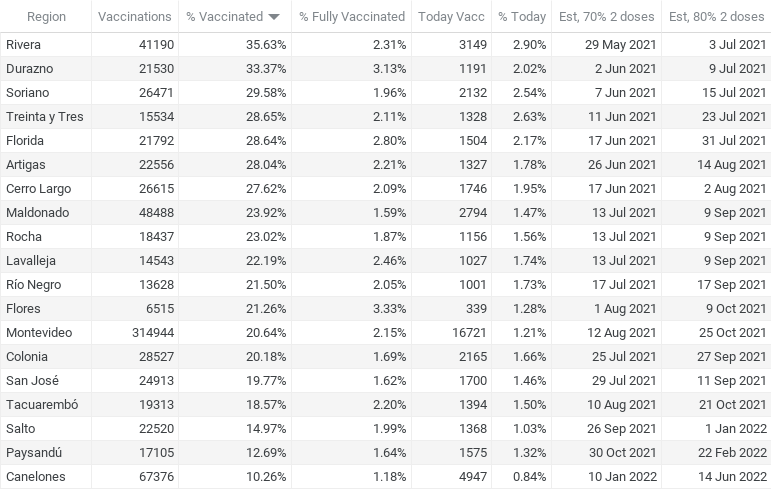 Region Vaccinations % Vaccinated % Fully Vaccinated Today Vacc % Today Est, 70% 2 doses Est, 80% 2 doses
Rivera 41190 35.63% 2.31% 3149 2.90% 29 May 2021 3 Jul 2021
Durazno 21530 33.37% 3.13% 1191 2.02% 2 Jun 2021 9 Jul 2021
Soriano 26471 29.58% 1.96% 2132 2.54% 7 Jun 2021 15 Jul 2021
Treinta y Tres 15534 28.65% 2.11% 1328 2.63% 11 Jun 2021 23 Jul 2021
Florida 21792 28.64% 2.80% 1504 2.17% 17 Jun 2021 31 Jul 2021
Artigas 22556 28.04% 2.21% 1327 1.78% 26 Jun 2021 14 Aug 2021
Cerro Largo 26615 27.62% 2.09% 1746 1.95% 17 Jun 2021 2 Aug 2021
Maldonado 48488 23.92% 1.59% 2794 1.47% 13 Jul 2021 9 Sep 2021
Rocha 18437 23.02% 1.87% 1156 1.56% 13 Jul 2021 9 Sep 2021
Lavalleja 14543 22.19% 2.46% 1027 1.74% 13 Jul 2021 9 Sep 2021
Río Negro 13628 21.50% 2.05% 1001 1.73% 17 Jul 2021 17 Sep 2021
Flores 6515 21.26% 3.33% 339 1.28% 1 Aug 2021 9 Oct 2021
Montevideo 314944 20.64% 2.15% 16721 1.21% 12 Aug 2021 25 Oct 2021
Colonia 28527 20.18% 1.69% 2165 1.66% 25 Jul 2021 27 Sep 2021
San José 24913 19.77% 1.62% 1700 1.46% 29 Jul 2021 11 Sep 2021
Tacuarembó 19313 18.57% 2.20% 1394 1.50% 10 Aug 2021 21 Oct 2021
Salto 22520 14.97% 1.99% 1368 1.03% 26 Sep 2021 1 Jan 2022
Paysandú 17105 12.69% 1.64% 1575 1.32% 30 Oct 2021 22 Feb 2022
Canelones 67376 10.26% 1.18% 4947 0.84% 10 Jan 2022 14 Jun 2022